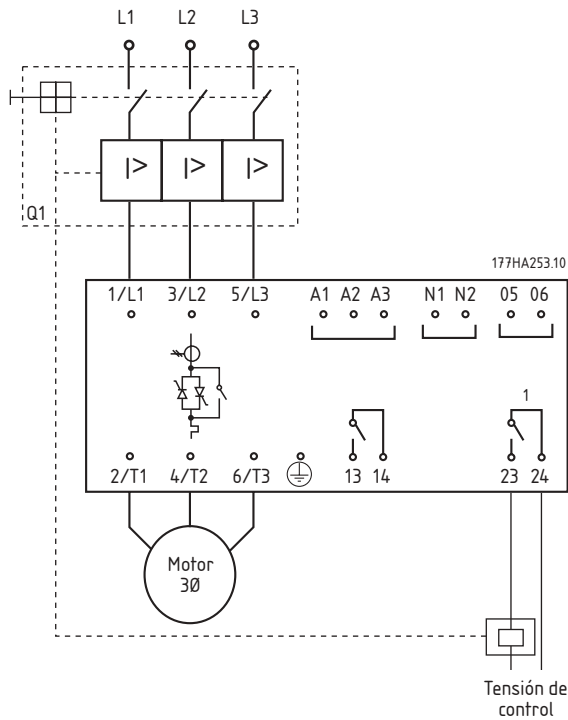 L1 L2 L3
I> I> I>
Q1
177HA253.10
1/L1 3/L2 5/L3 A1 A2 A3 N1 N2 05 06
1
2/T1 4/T2 6/T3 13 14 23 24
Motor
3Ø
Tensión de
control